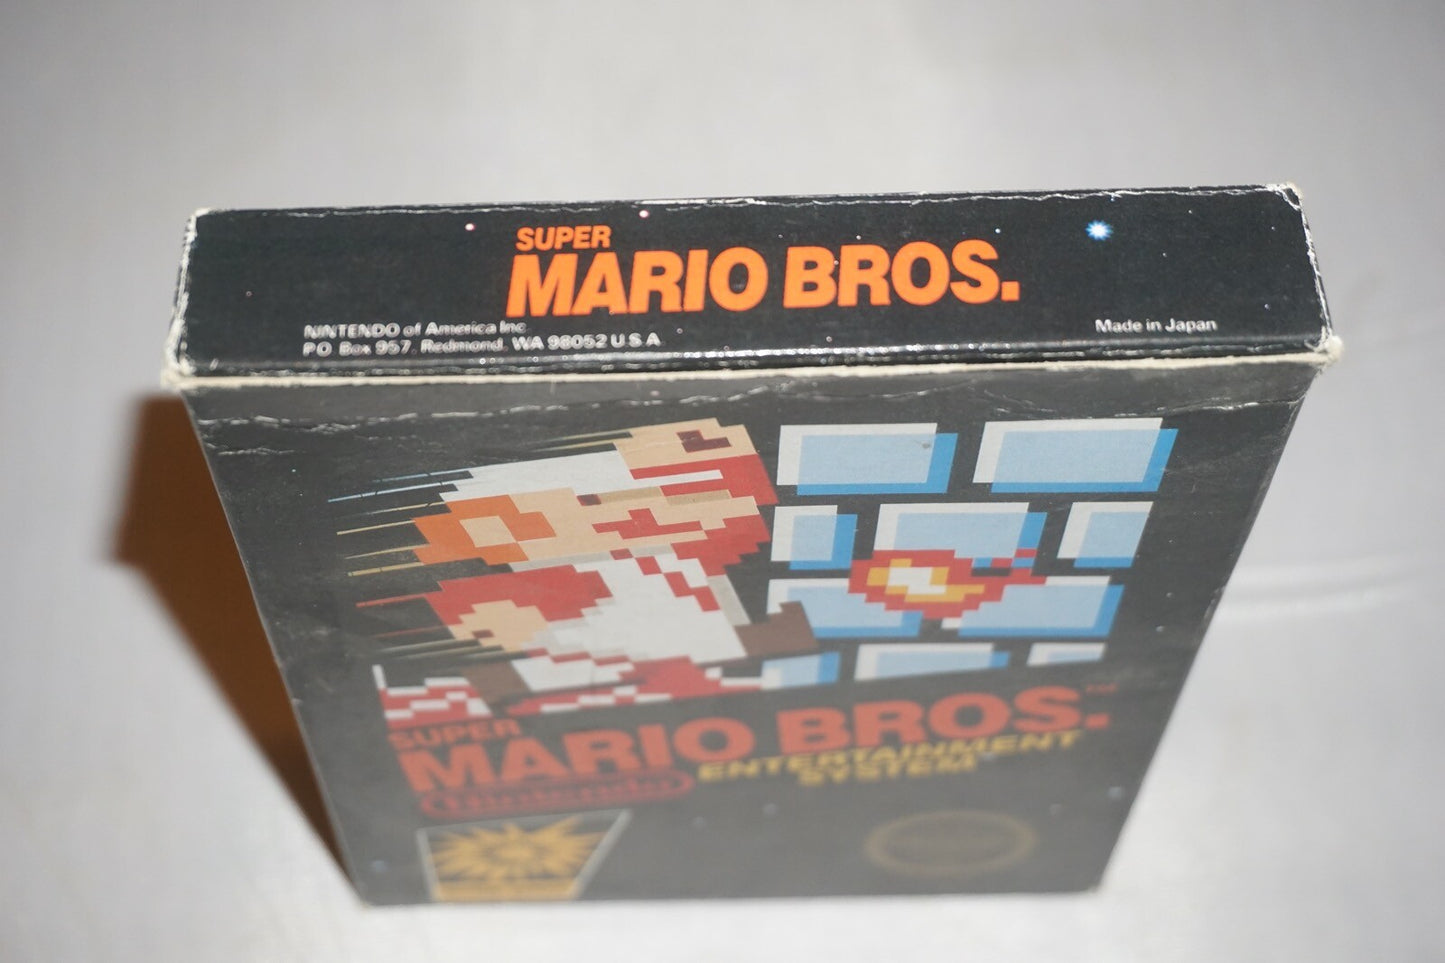 SUPER
MARIO BROS.
NINTENDO of America Inc.
P.O. Box 957, Redmond, WA 98052 U.S.A.
Made in Japan
SUPER
MARIO BROS.™
Nintendo
ENTERTAINMENT
SYSTEM